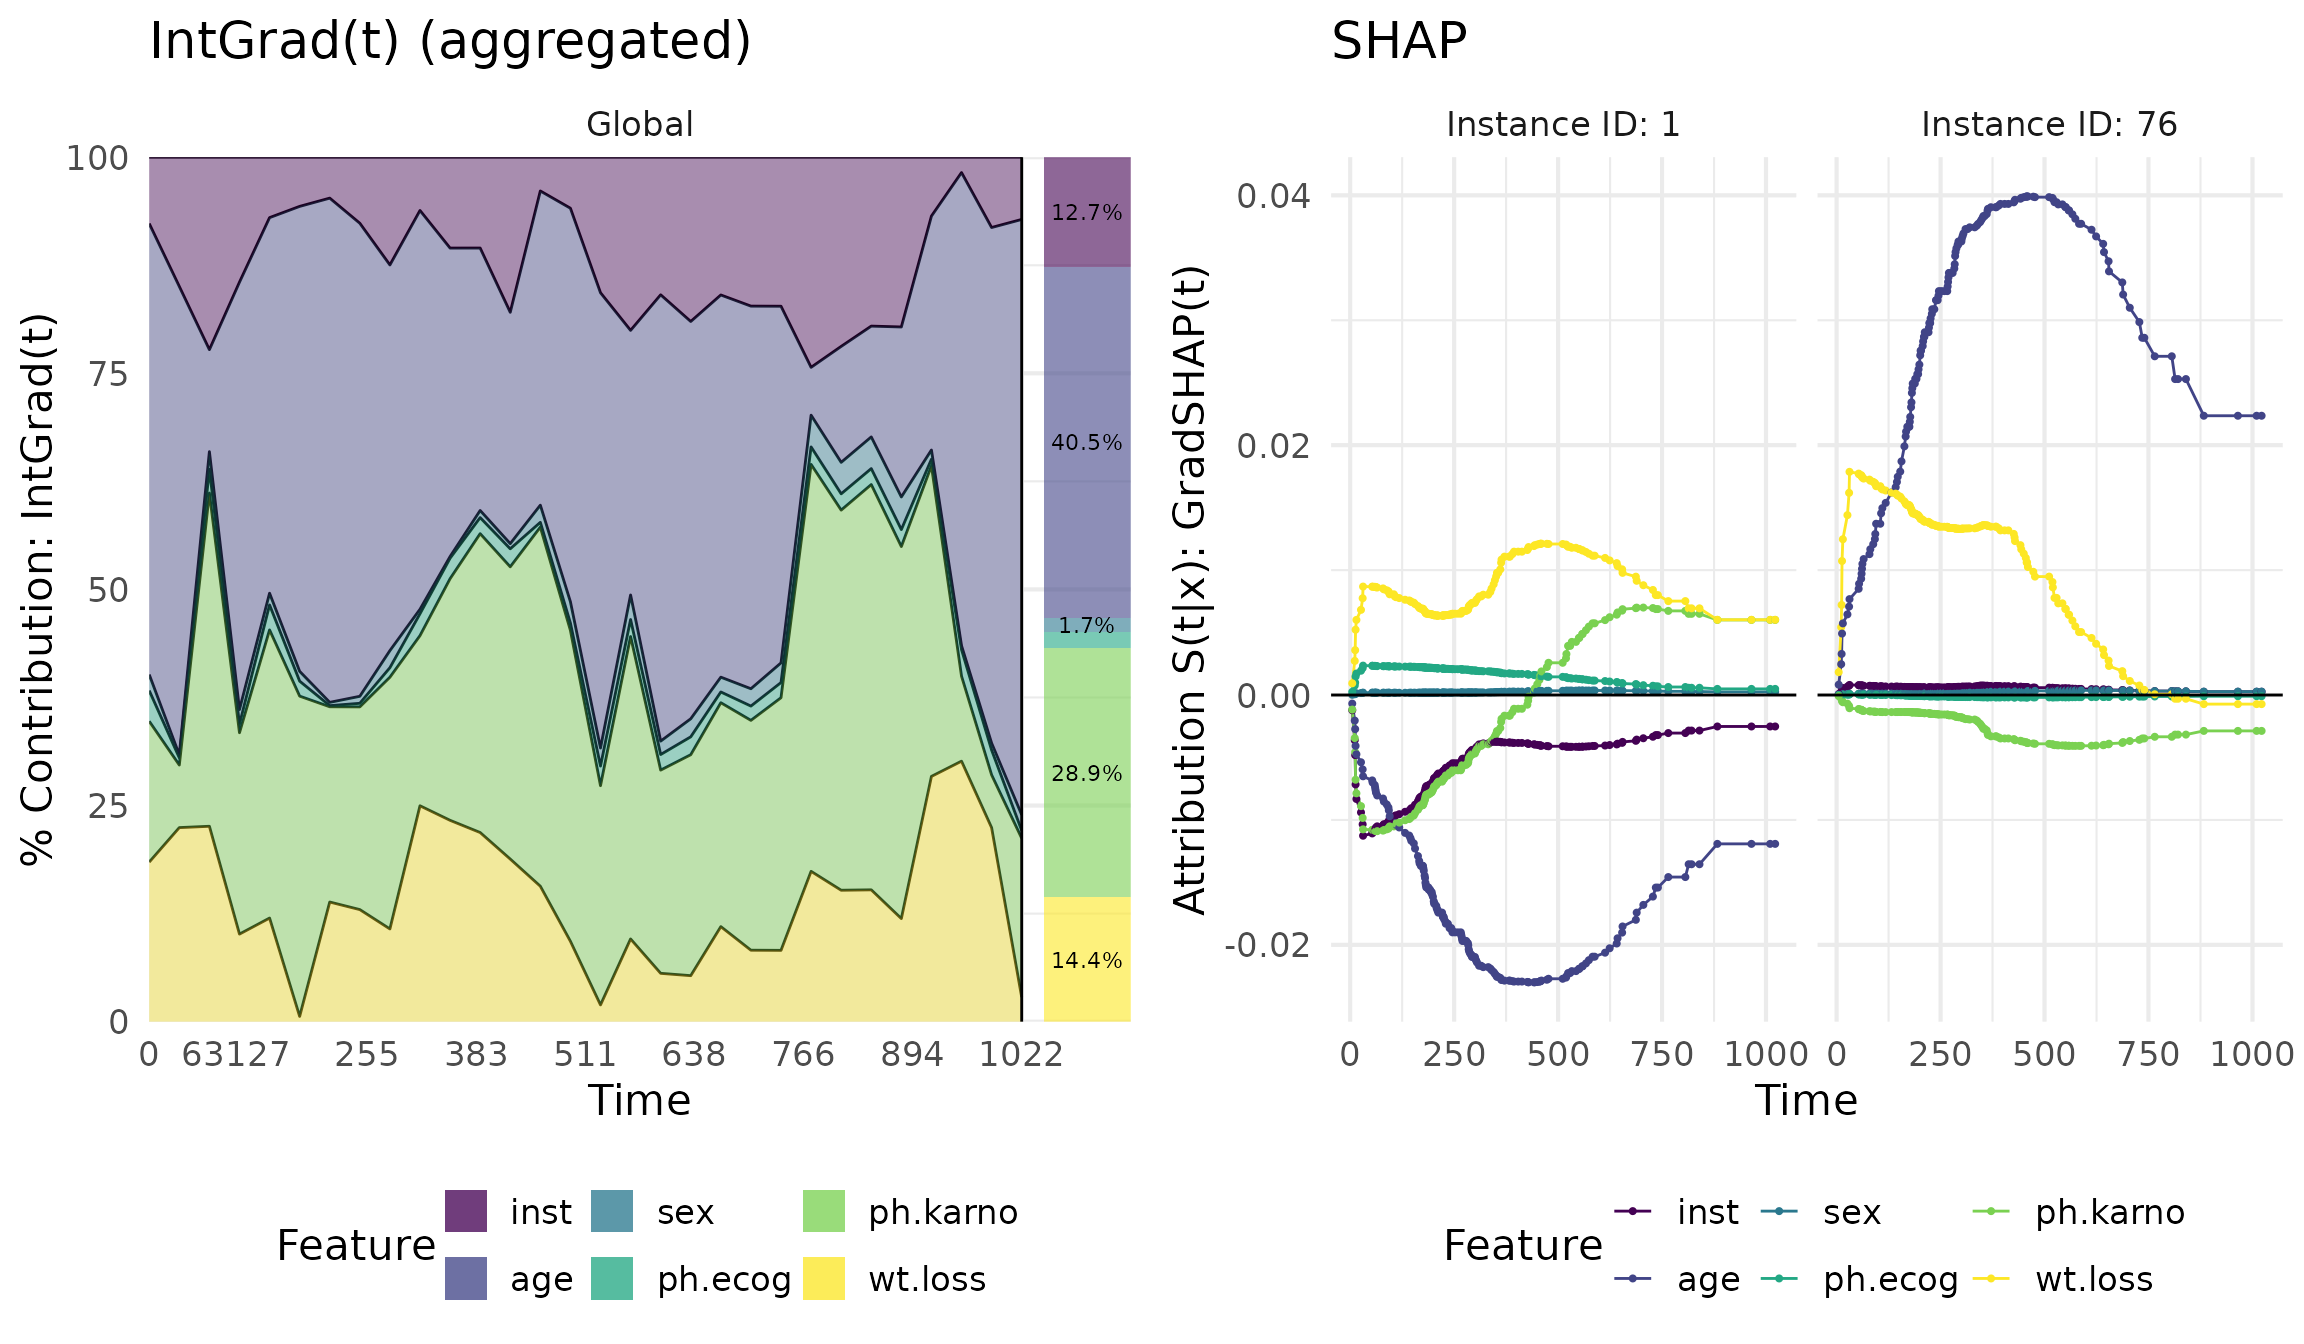 IntGrad(t) (aggregated)
Global
% Contribution: IntGrad(t)
100
75
50
25
0
12.7%
40.5%
1.7%
28.9%
14.4%
0 63 127 255 383 511 638 766 894 1022
Time
Feature
inst sex ph.karno
age ph.ecog wt.loss
SHAP
Instance ID: 1 Instance ID: 76
Attribution S(t|x): GradSHAP(t)
0.04
0.02
0.00
-0.02
0 250 500 750 1000 0 250 500 750 1000
Time
Feature
inst sex ph.karno
age ph.ecog wt.loss